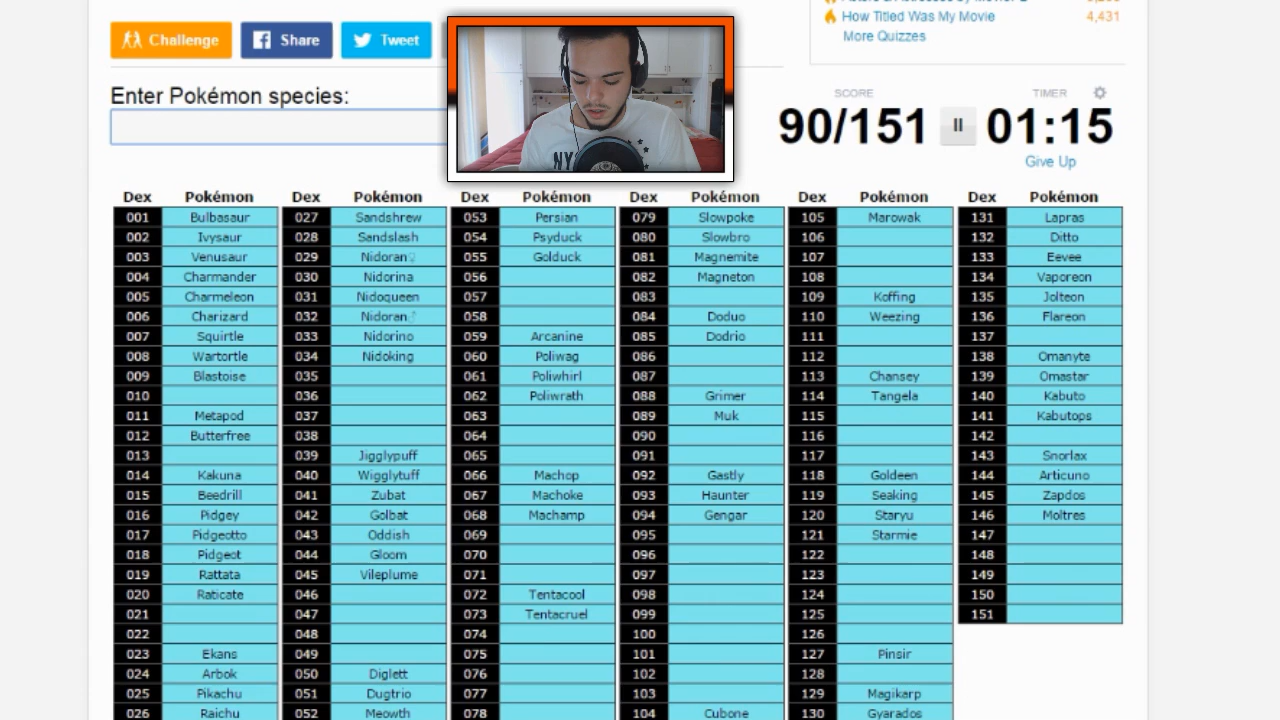 How Titled Was My Movie 4,431
More Quizzes
Challenge Share Tweet
Enter Pokémon species:
SCORE TIMER
90/151 01:15
Give Up
NY
Dex Pokémon Dex Pokémon Dex Pokémon Dex Pokémon Dex Pokémon Dex Pokémon
001 Bulbasaur 027 Sandshrew 053 Persian 079 Slowpoke 105 Marowak 131 Lapras
002 Ivysaur 028 Sandslash 054 Psyduck 080 Slowbro 106 132 Ditto
003 Venusaur 029 Nidoran♀ 055 Golduck 081 Magnemite 107 133 Eevee
004 Charmander 030 Nidorina 056 082 Magneton 108 134 Vaporeon
005 Charmeleon 031 Nidoqueen 057 083 109 Koffing 135 Jolteon
006 Charizard 032 Nidoran♂ 058 084 Doduo 110 Weezing 136 Flareon
007 Squirtle 033 Nidorino 059 Arcanine 085 Dodrio 111 137
008 Wartortle 034 Nidoking 060 Poliwag 086 112 138 Omanyte
009 Blastoise 035 061 Poliwhirl 087 113 Chansey 139 Omastar
010 036 062 Poliwrath 088 Grimer 114 Tangela 140 Kabuto
011 Metapod 037 063 089 Muk 115 141 Kabutops
012 Butterfree 038 064 090 116 142
013 039 Jigglypuff 065 091 117 143 Snorlax
014 Kakuna 040 Wigglytuff 066 Machop 092 Gastly 118 Goldeen 144 Articuno
015 Beedrill 041 Zubat 067 Machoke 093 Haunter 119 Seaking 145 Zapdos
016 Pidgey 042 Golbat 068 Machamp 094 Gengar 120 Staryu 146 Moltres
017 Pidgeotto 043 Oddish 069 095 121 Starmie 147
018 Pidgeot 044 Gloom 070 096 122 148
019 Rattata 045 Vileplume 071 097 123 149
020 Raticate 046 072 Tentacool 098 124 150
021 047 073 Tentacruel 099 125 151
022 048 074 100 126
023 Ekans 049 075 101 127 Pinsir
024 Arbok 050 Diglett 076 102 128
025 Pikachu 051 Dugtrio 077 103 129 Magikarp
026 Raichu 052 Meowth 078 104 Cubone 130 Gyarados